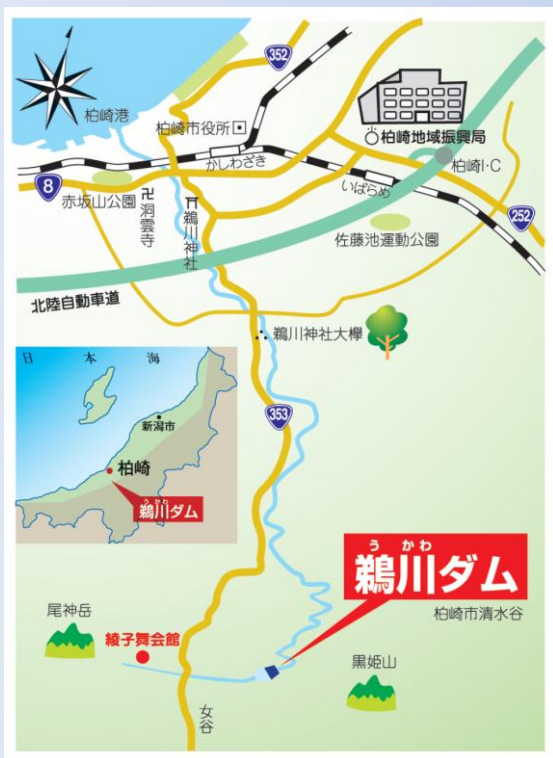 352
柏崎港
柏崎市役所
柏崎地域振興局
かしわざき
柏崎I・C
8
赤坂山公園
卍洞雲寺
鵜川神社
いばらめ
252
佐藤池運動公園
北陸自動車道
鵜川神社大欅
日本海
新潟市
柏崎
鵜川ダム
353
うかわ
鵜川ダム
柏崎市清水谷
尾神岳
綾子舞会館
黒姫山
女谷